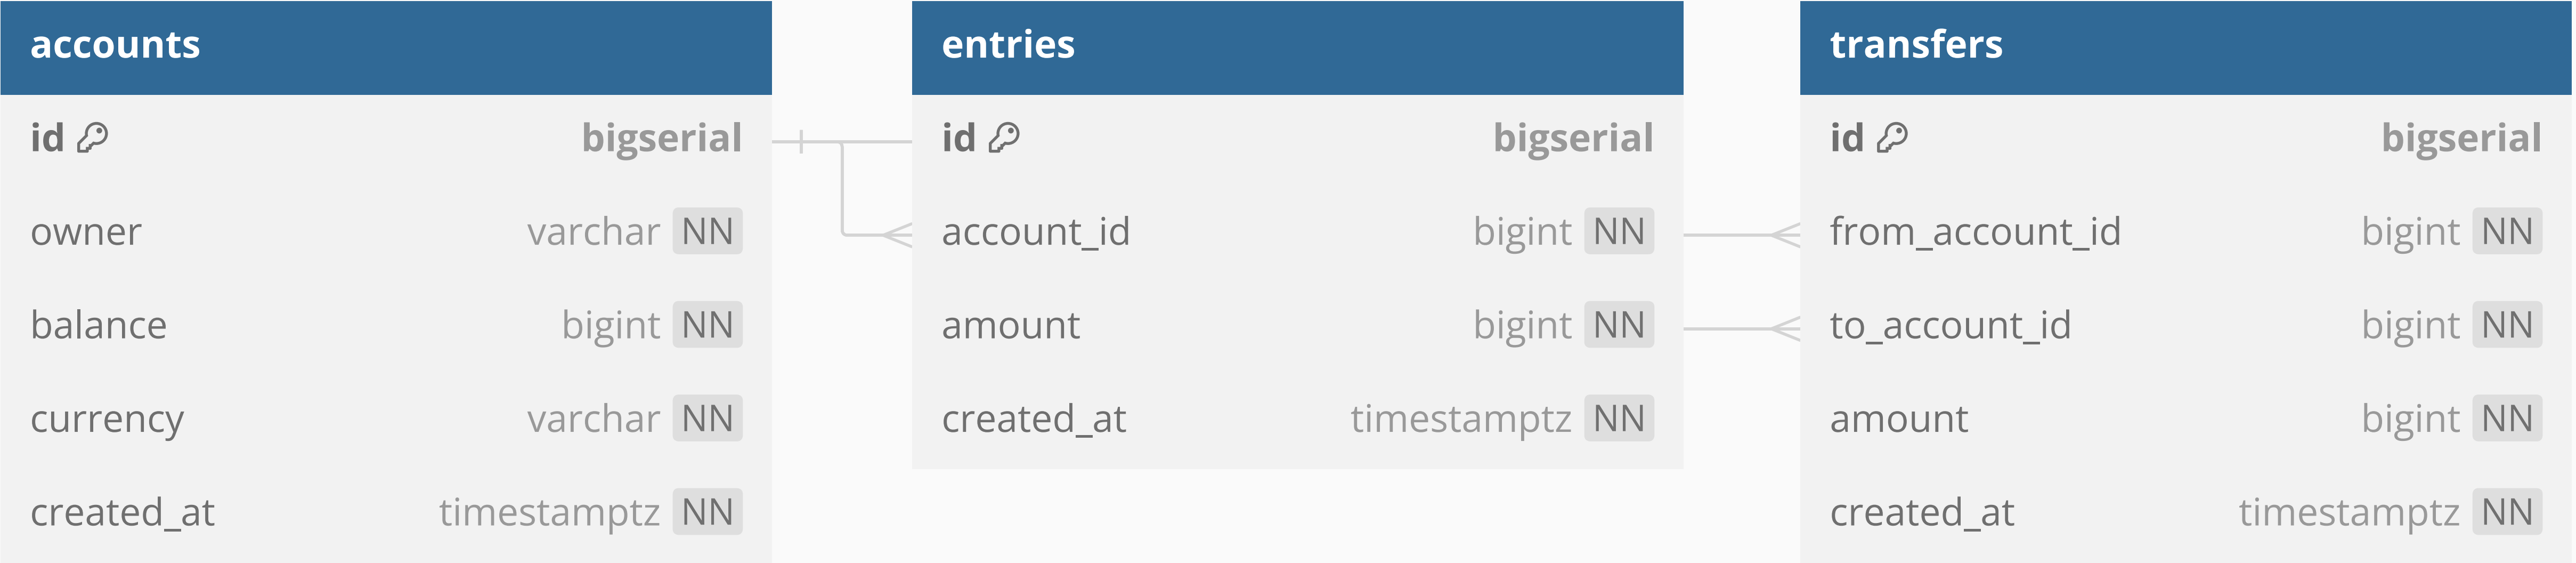 accounts
id bigserial
owner varchar NN
balance bigint NN
currency varchar NN
created_at timestamptz NN
entries
id bigserial
account_id bigint NN
amount bigint NN
created_at timestamptz NN
transfers
id bigserial
from_account_id bigint NN
to_account_id bigint NN
amount bigint NN
created_at timestamptz NN